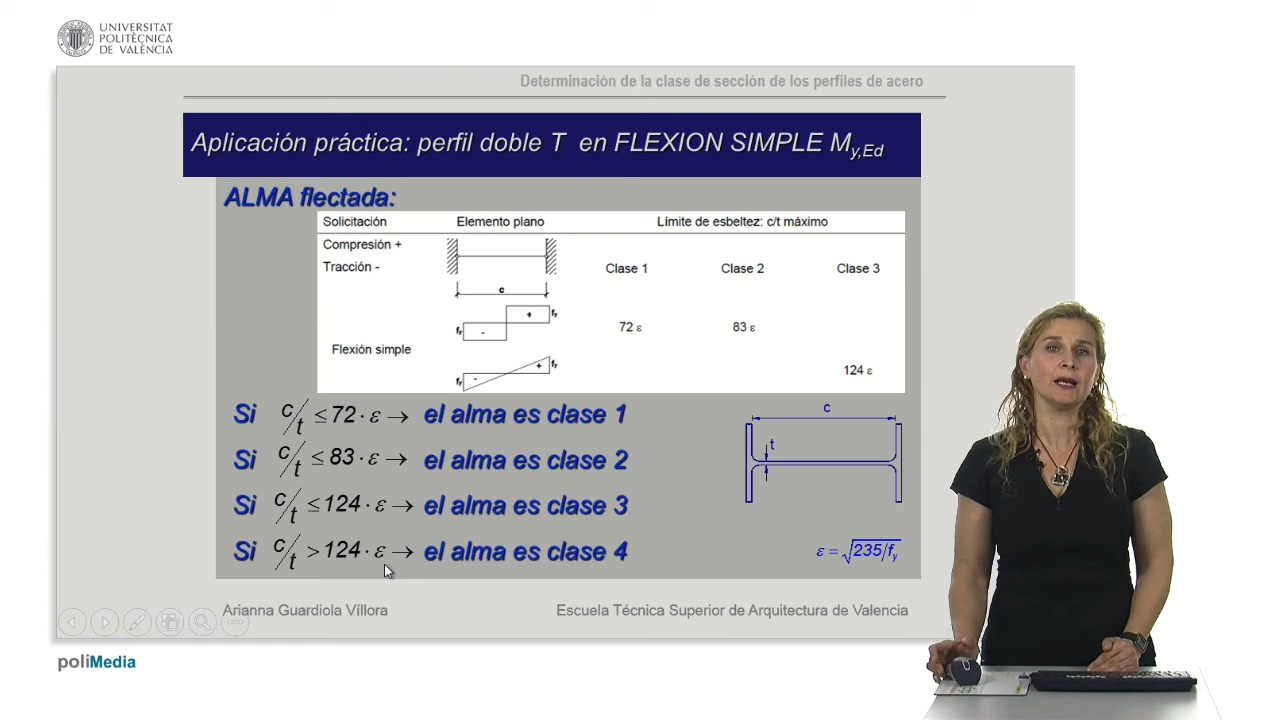 UNIVERSITAT
POLITÈCNICA
DE VALÈNCIA
Determinación de la clase de sección de los perfiles de acero
Aplicación práctica: perfil doble T en FLEXION SIMPLE My,Ed
ALMA flectada:
Solicitación Elemento plano Límite de esbeltez: c/t máximo
Compresión +
Tracción - Clase 1 Clase 2 Clase 3
c
+ fy
fy - 72 ε 83 ε
Flexión simple
+ fy
fy - 124 ε
Si c/t ≤ 72 · ε → el alma es clase 1
Si c/t ≤ 83 · ε → el alma es clase 2
Si c/t ≤ 124 · ε → el alma es clase 3
Si c/t > 124 · ε → el alma es clase 4
c
t
ε = √235/fy
Arianna Guardiola Víllora Escuela Técnica Superior de Arquitectura de Valencia
poliMedia